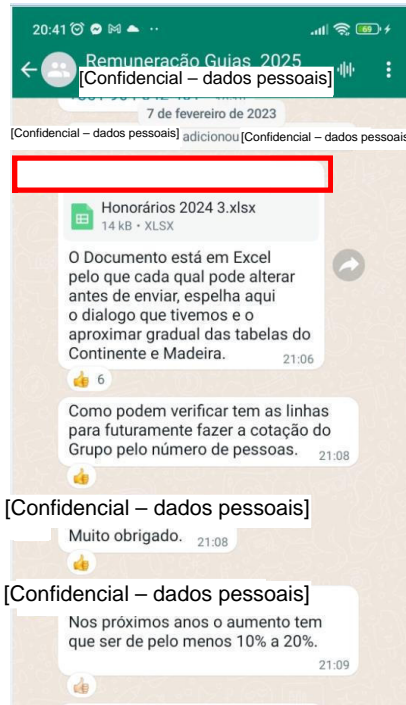 20:41
69
Remuneração Guias 2025
[Confidencial – dados pessoais]
7 de fevereiro de 2023
[Confidencial – dados pessoais] adicionou [Confidencial – dados pessoais
Honorários 2024 3.xlsx
14 kB • XLSX
O Documento está em Excel
pelo que cada qual pode alterar
antes de enviar, espelha aqui
o dialogo que tivemos e o
aproximar gradual das tabelas do
Continente e Madeira.
21:06
👍 6
Como podem verificar tem as linhas
para futuramente fazer a cotação do
Grupo pelo número de pessoas. 21:08
👍
[Confidencial – dados pessoais]
Muito obrigado. 21:08
👍
[Confidencial – dados pessoais]
Nos próximos anos o aumento tem
que ser de pelo menos 10% a 20%.
21:09
👍